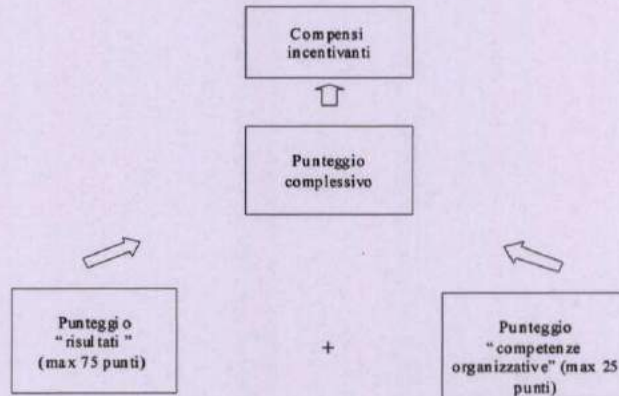 Compensi
incentivanti
Punteggio
complessivo
Punteggio
"risultati"
(max 75 punti)
+
Punteggio
"competenze
organizzative" (max 25
punti)